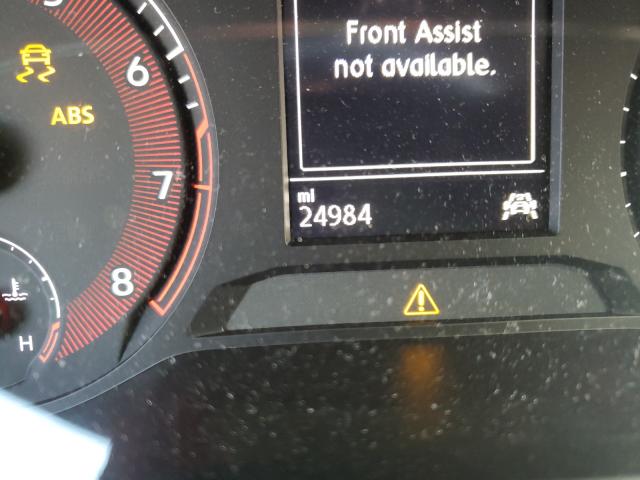 Front Assist
not available.
6
ABS
7
mi
24984
8
H